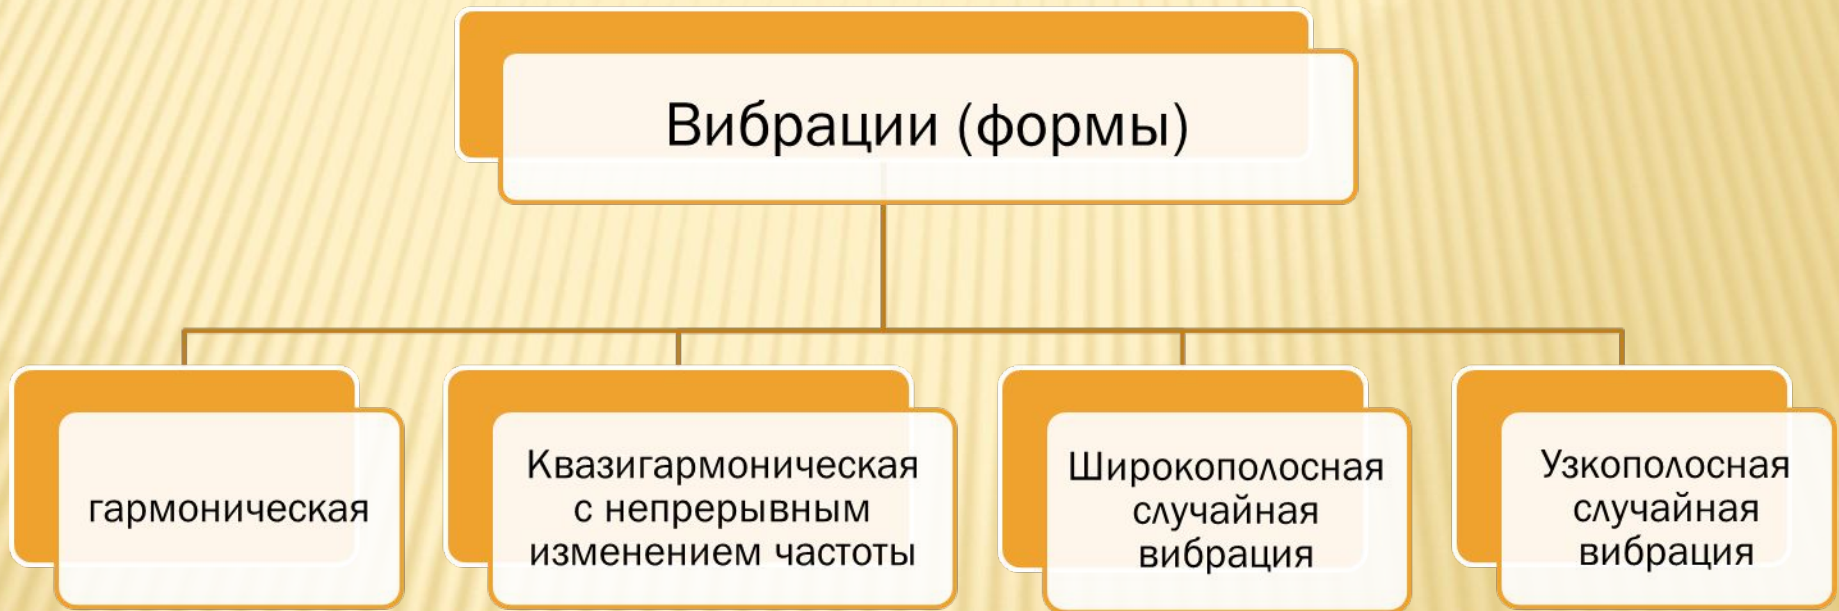 Вибрации (формы)
гармоническая
Квазигармоническая
с непрерывным
изменением частоты
Широкополосная
случайная
вибрация
Узкополосная
случайная
вибрация